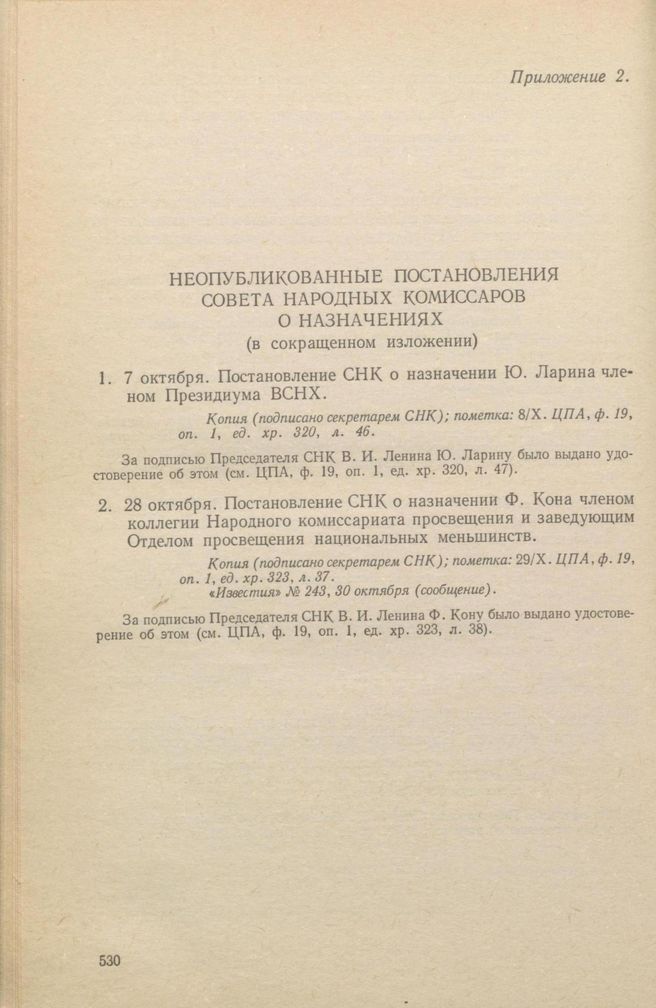 Приложение 2.
НЕОПУБЛИКОВАННЫЕ ПОСТАНОВЛЕНИЯ
СОВЕТА НАРОДНЫХ КОМИССАРОВ
О НАЗНАЧЕНИЯХ
(в сокращенном изложении)
1. 7 октября. Постановление СНК о назначении Ю. Ларина чле-
ном Президиума ВСНХ.
Копия (подписано секретарем СНК); пометка: 8/X. ЦПА, ф. 19,
оп. 1, ед. хр. 320, л. 46.
За подписью Председателя СНК В. И. Ленина Ю. Ларину было выдано удо-
стоверение об этом (см. ЦПА, ф. 19, оп. 1, ед. хр. 320, л. 47).
2. 28 октября. Постановление СНК о назначении Ф. Кона членом
коллегии Народного комиссариата просвещения и заведующим
Отделом просвещения национальных меньшинств.
Копия (подписано секретарем СНК); пометка: 29/X. ЦПА, ф. 19,
оп. 1, ед. хр. 323, л. 37.
«Известия» № 243, 30 октября (сообщение).
За подписью Председателя СНК В. И. Ленина Ф. Кону было выдано удостове-
рение об этом (см. ЦПА, ф. 19, оп. 1, ед. хр. 323, л. 38).
530